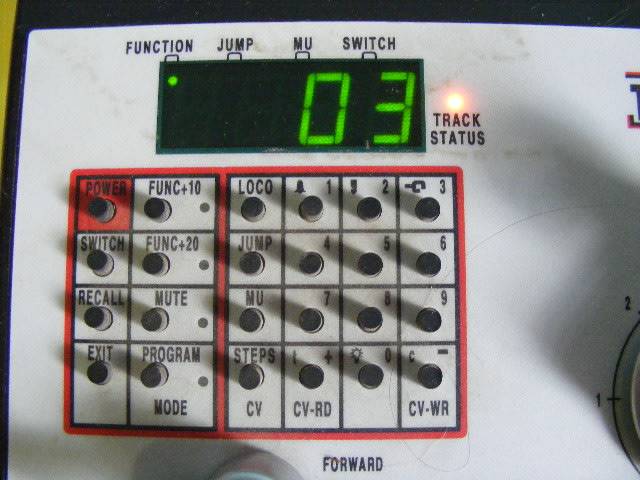 FUNCTION JUMP MU SWITCH
03
TRACK
STATUS
POWER FUNC+10 LOCO 1 2 3
SWITCH FUNC+20 JUMP 4 5 6
RECALL MUTE MU 7 8 9
EXIT PROGRAM STEPS t + 0 c -
MODE CV CV-RD CV-WR
2
1
FORWARD